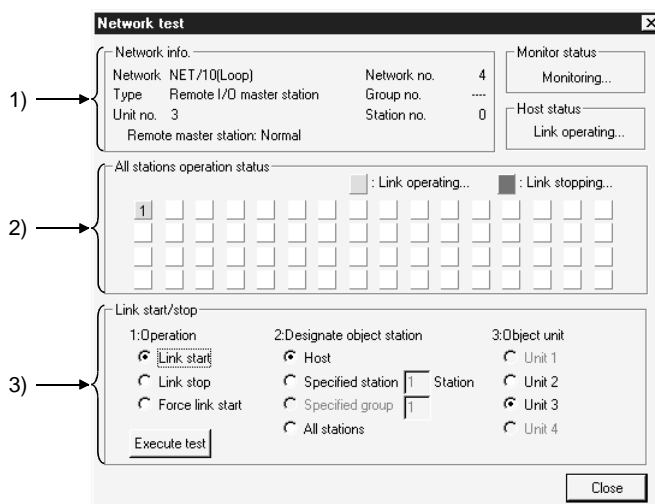 Network test
Network info.
Network NET/10(Loop) Network no. 4
Type Remote I/O master station Group no. ----
Unit no. 3 Station no. 0
Remote master station: Normal
Monitor status
Monitoring...
Host status
Link operating...
1)
All stations operation status
: Link operating... : Link stopping...
1
2)
Link start/stop
1:Operation 2:Designate object station 3:Object unit
Link start Host Unit 1
Link stop Specified station 1 Station Unit 2
Force link start Specified group 1 Unit 3
All stations Unit 4
Execute test
3)
Close